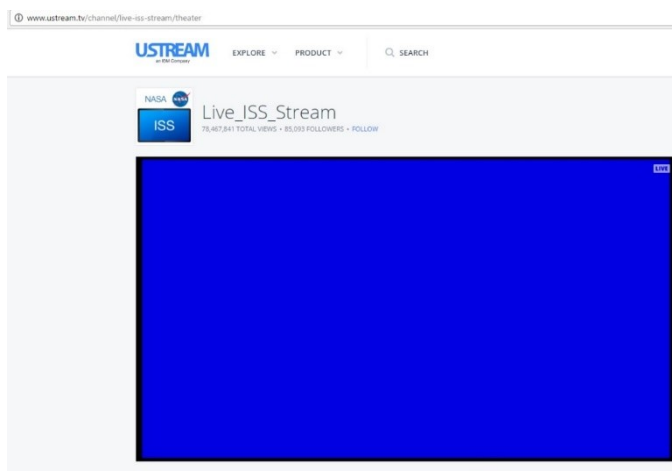 www.ustream.tv/channel/live-iss-stream/theater
USTREAM EXPLORE PRODUCT SEARCH
an IBM Company
NASA NASA
ISS
Live_ISS_Stream
78,467,841 TOTAL VIEWS • 85,093 FOLLOWERS • FOLLOW
LIVE